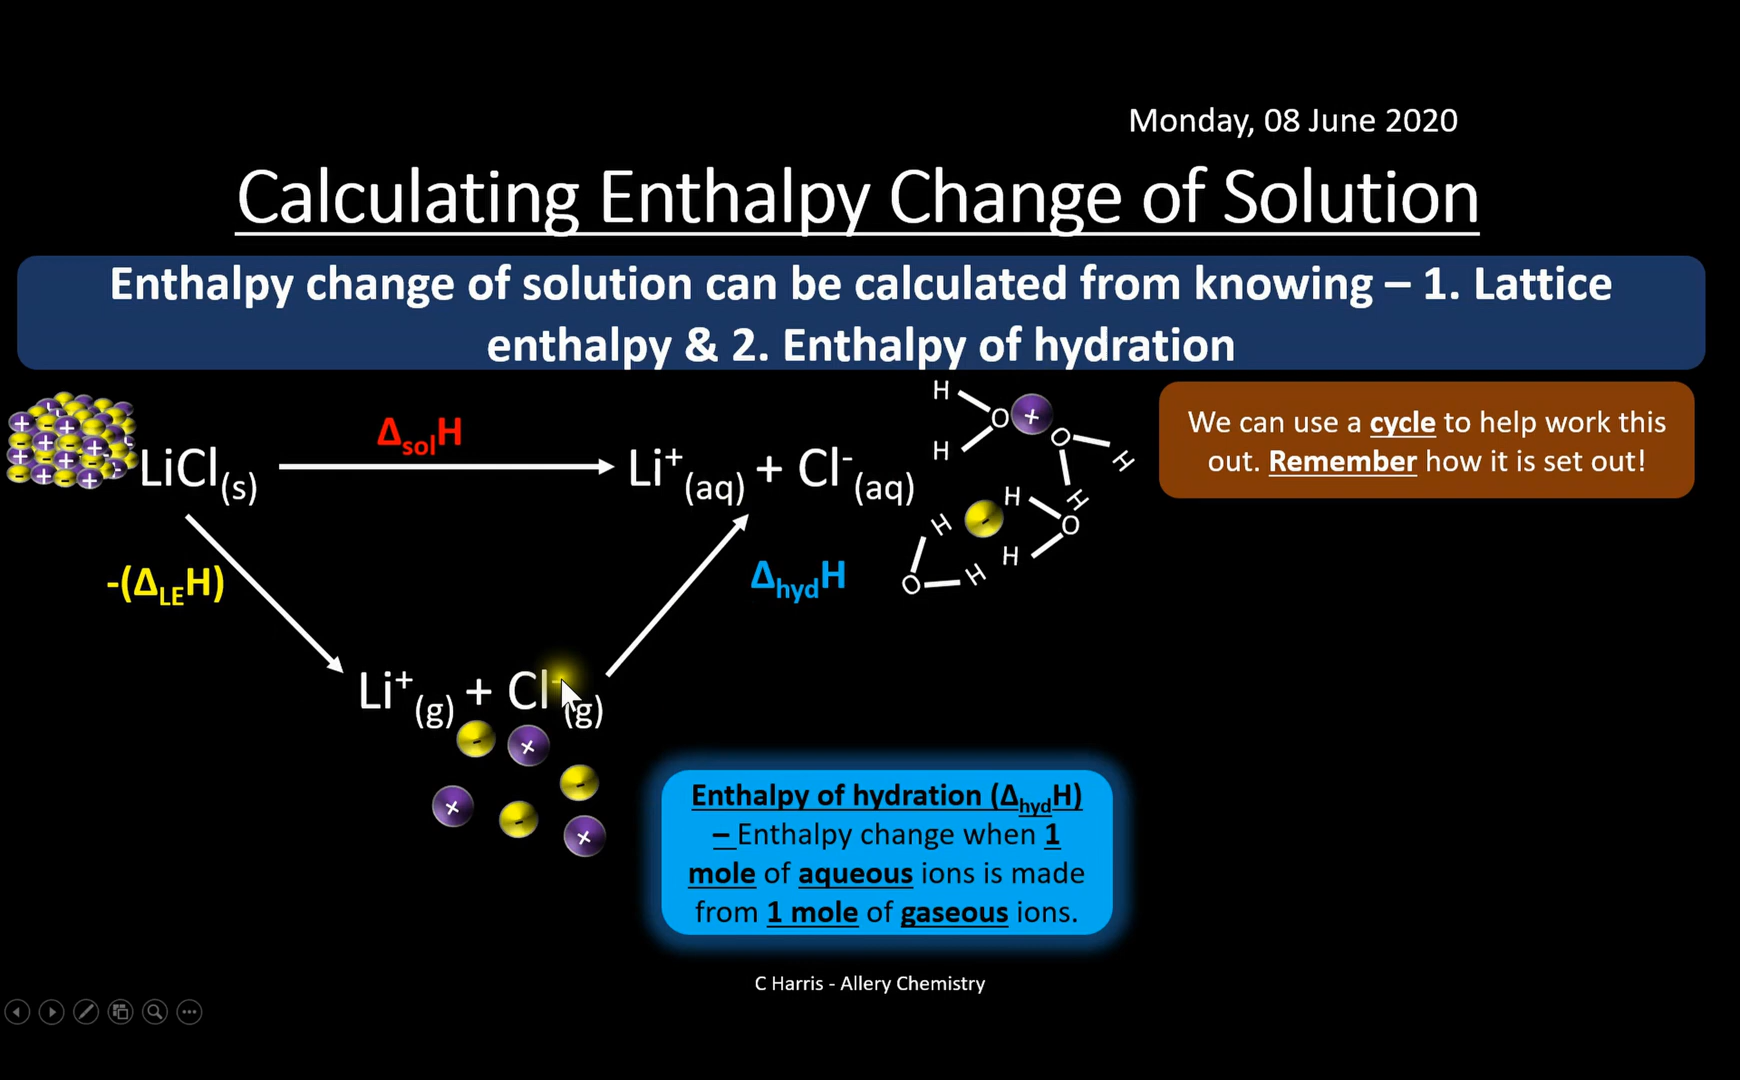 Monday, 08 June 2020
Calculating Enthalpy Change of Solution
Enthalpy change of solution can be calculated from knowing – 1. Lattice
enthalpy & 2. Enthalpy of hydration
We can use a cycle to help work this
out. Remember how it is set out!
ΔsolH
LiCl(s)
Li⁺(aq) + Cl⁻(aq)
H
O
H
+
O
H
H
-
H
H
O
H
H
O
-(ΔLEH)
ΔhydH
Li⁺(g) + Cl⁻(g)
- +
-
+ -
+
Enthalpy of hydration (ΔhydH)
– Enthalpy change when 1
mole of aqueous ions is made
from 1 mole of gaseous ions.
C Harris - Allery Chemistry